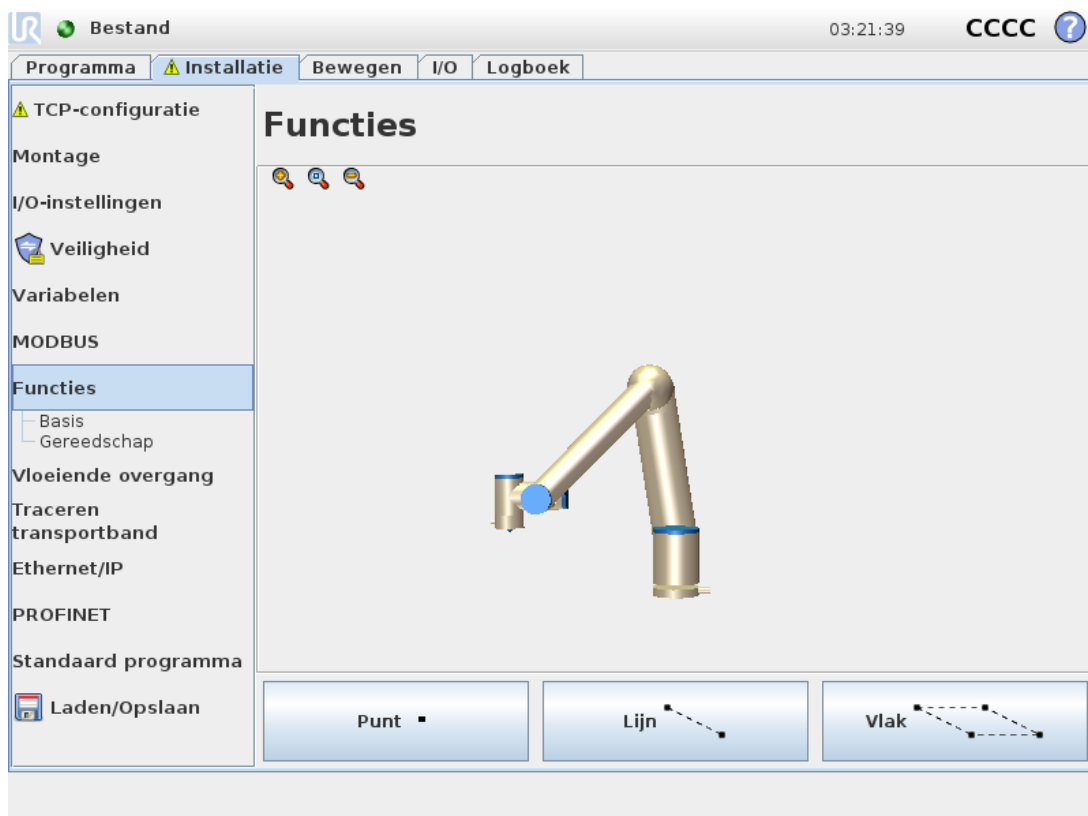 UR Bestand 03:21:39 CCCC ?
Programma Installatie Bewegen I/O Logboek
TCP-configuratie
Montage
I/O-instellingen
Veiligheid
Variabelen
MODBUS
Functies
Basis
Gereedschap
Vloeiende overgang
Traceren
transportband
Ethernet/IP
PROFINET
Standaard programma
Laden/Opslaan
Functies
Punt
Lijn
Vlak